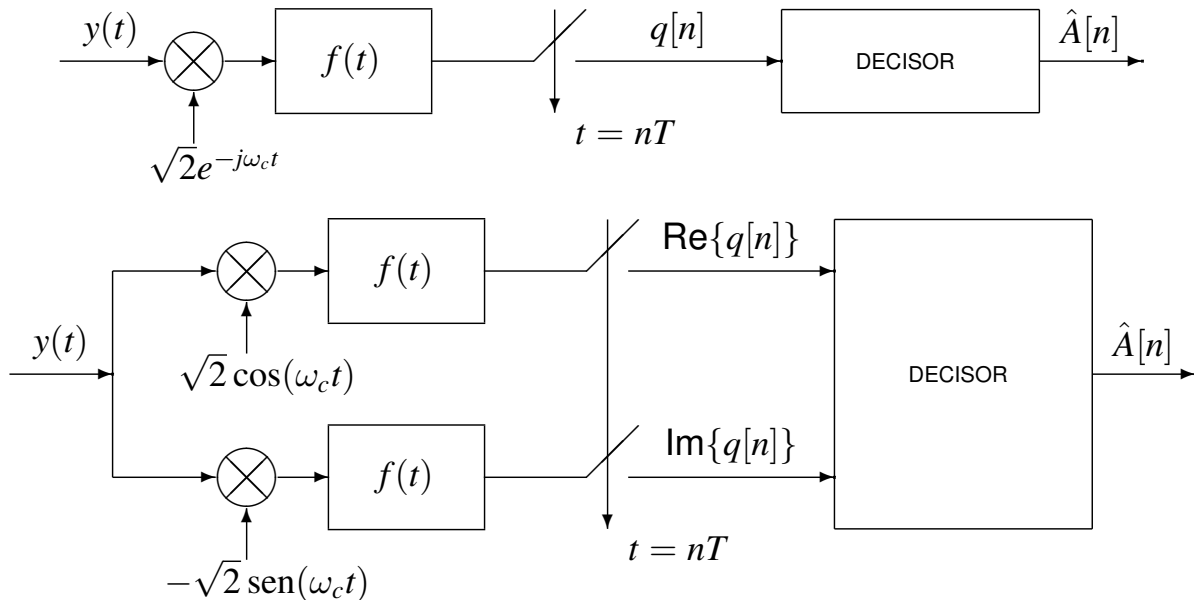 y(t)
f(t)
q[n]
DECISOR
Â[n]
t = nT
√2e^{−jω_c t}
f(t)
Re{q[n]}
√2 cos(ω_c t)
y(t)
DECISOR
Â[n]
f(t)
Im{q[n]}
t = nT
−√2 sen(ω_c t)